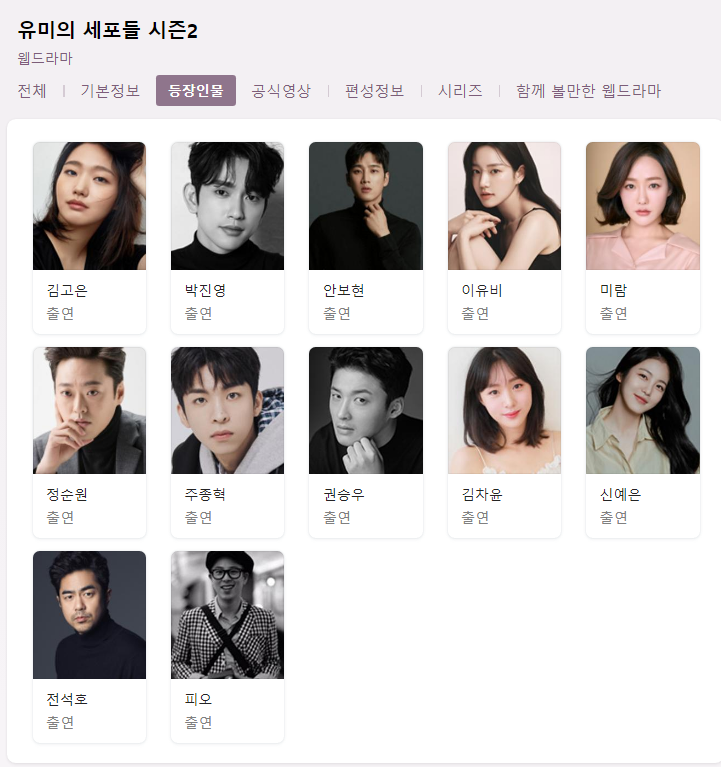 유미의 세포들 시즌2
웹드라마
전체 | 기본정보 등장인물 공식영상 | 편성정보 | 시리즈 | 함께 볼만한 웹드라마
김고은 박진영 안보현 이유비 미람
출연 출연 출연 출연 출연
정순원 주종혁 권승우 김차윤 신예은
출연 출연 출연 출연 출연
전석호 피오
출연 출연